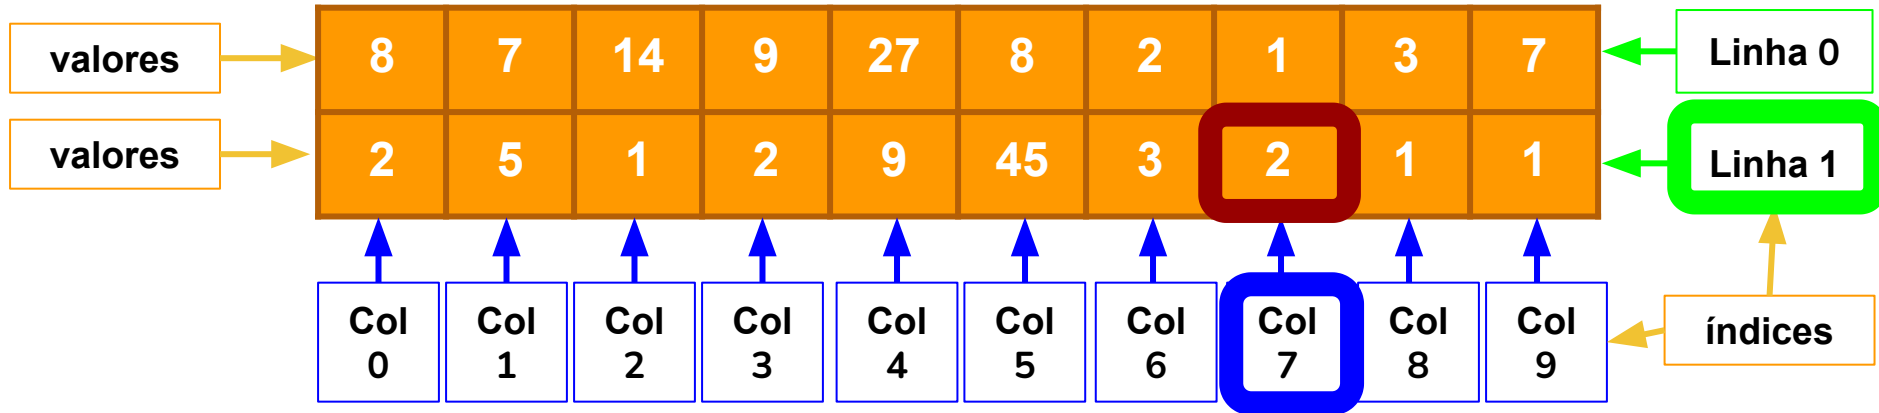 valores 8 7 14 9 27 8 2 1 3 7 Linha 0
valores 2 5 1 2 9 45 3 2 1 1 Linha 1
Col Col Col Col Col Col Col Col Col Col
0 1 2 3 4 5 6 7 8 9
índices